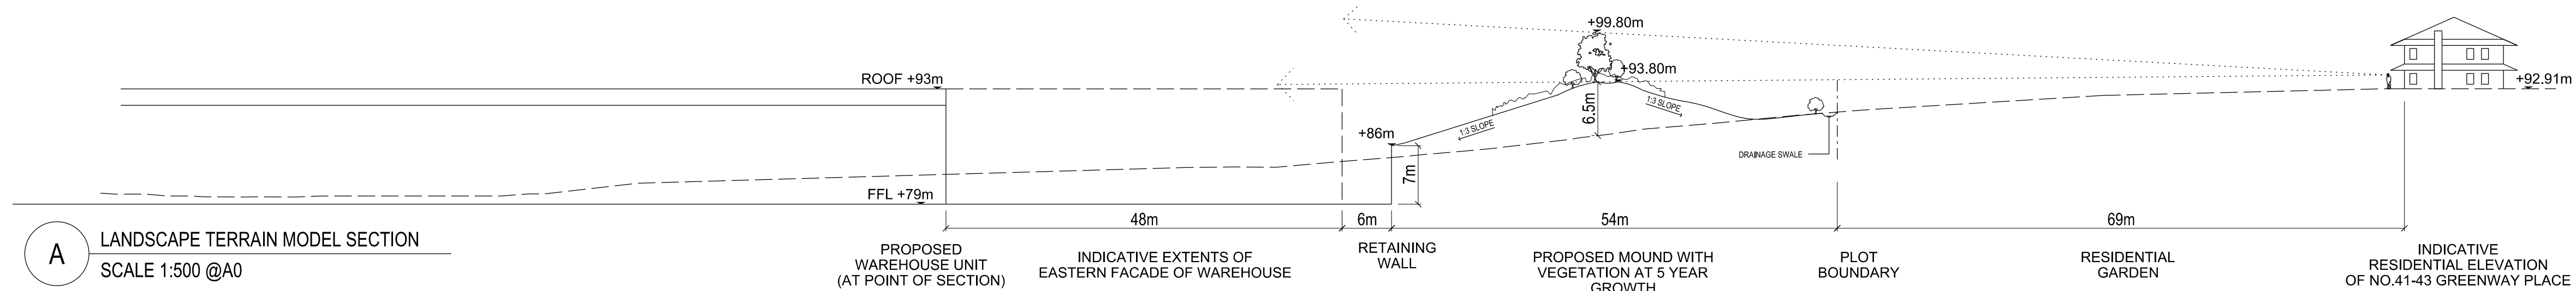 +99.80m
ROOF +93m
+93.80m
+92.91m
1:3 SLOPE
6.5m
1:3 SLOPE
+86m
DRAINAGE SWALE
7m
FFL +79m
48m
6m
54m
69m
A
LANDSCAPE TERRAIN MODEL SECTION
SCALE 1:500 @A0
PROPOSED
WAREHOUSE UNIT
(AT POINT OF SECTION)
INDICATIVE EXTENTS OF
EASTERN FACADE OF WAREHOUSE
RETAINING
WALL
PROPOSED MOUND WITH
VEGETATION AT 5 YEAR
GROWTH
PLOT
BOUNDARY
RESIDENTIAL
GARDEN
INDICATIVE
RESIDENTIAL ELEVATION
OF NO.41-43 GREENWAY PLACE